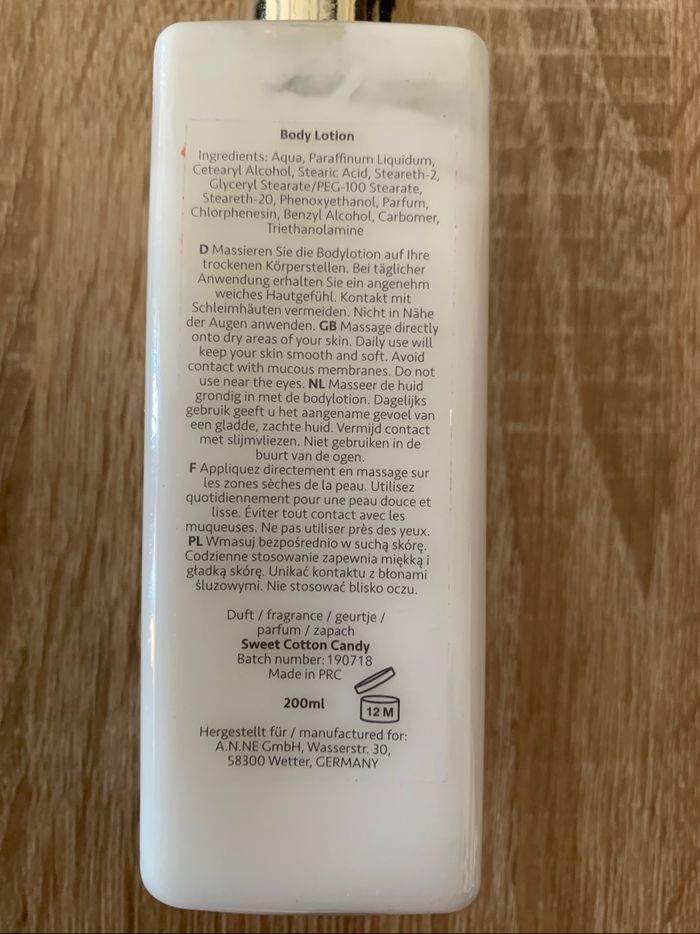 Body Lotion
Ingredients: Aqua, Paraffinum Liquidum,
Cetearyl Alcohol, Stearic Acid, Steareth-2,
Glyceryl Stearate/PEG-100 Stearate,
Steareth-20, Phenoxyethanol, Parfum,
Chlorphenesin, Benzyl Alcohol, Carbomer,
Triethanolamine
D Massieren Sie die Bodylotion auf Ihre
trockenen Körperstellen. Bei täglicher
Anwendung erhalten Sie ein angenehm
weiches Hautgefühl. Kontakt mit
Schleimhäuten vermeiden. Nicht in Nähe
der Augen anwenden. GB Massage directly
onto dry areas of your skin. Daily use will
keep your skin smooth and soft. Avoid
contact with mucous membranes. Do not
use near the eyes. NL Masseer de huid
grondig in met de bodylotion. Dagelijks
gebruik geeft u het aangename gevoel van
een gladde, zachte huid. Vermijd contact
met slijmvliezen. Niet gebruiken in de
buurt van de ogen.
F Appliquez directement en massage sur
les zones sèches de la peau. Utilisez
quotidiennement pour une peau douce et
lisse. Éviter tout contact avec les
muqueuses. Ne pas utiliser près des yeux.
PL Wmasuj bezpośrednio w suchą skórę.
Codzienne stosowanie zapewnia miękką i
gładką skórę. Unikać kontaktu z błonami
śluzowymi. Nie stosować blisko oczu.
Duft / fragrance / geurtje /
parfum / zapach
Sweet Cotton Candy
Batch number: 190718
Made in PRC
200ml
12 M
Hergestellt für / manufactured for:
A.N.NE GmbH, Wasserstr. 30,
58300 Wetter, GERMANY